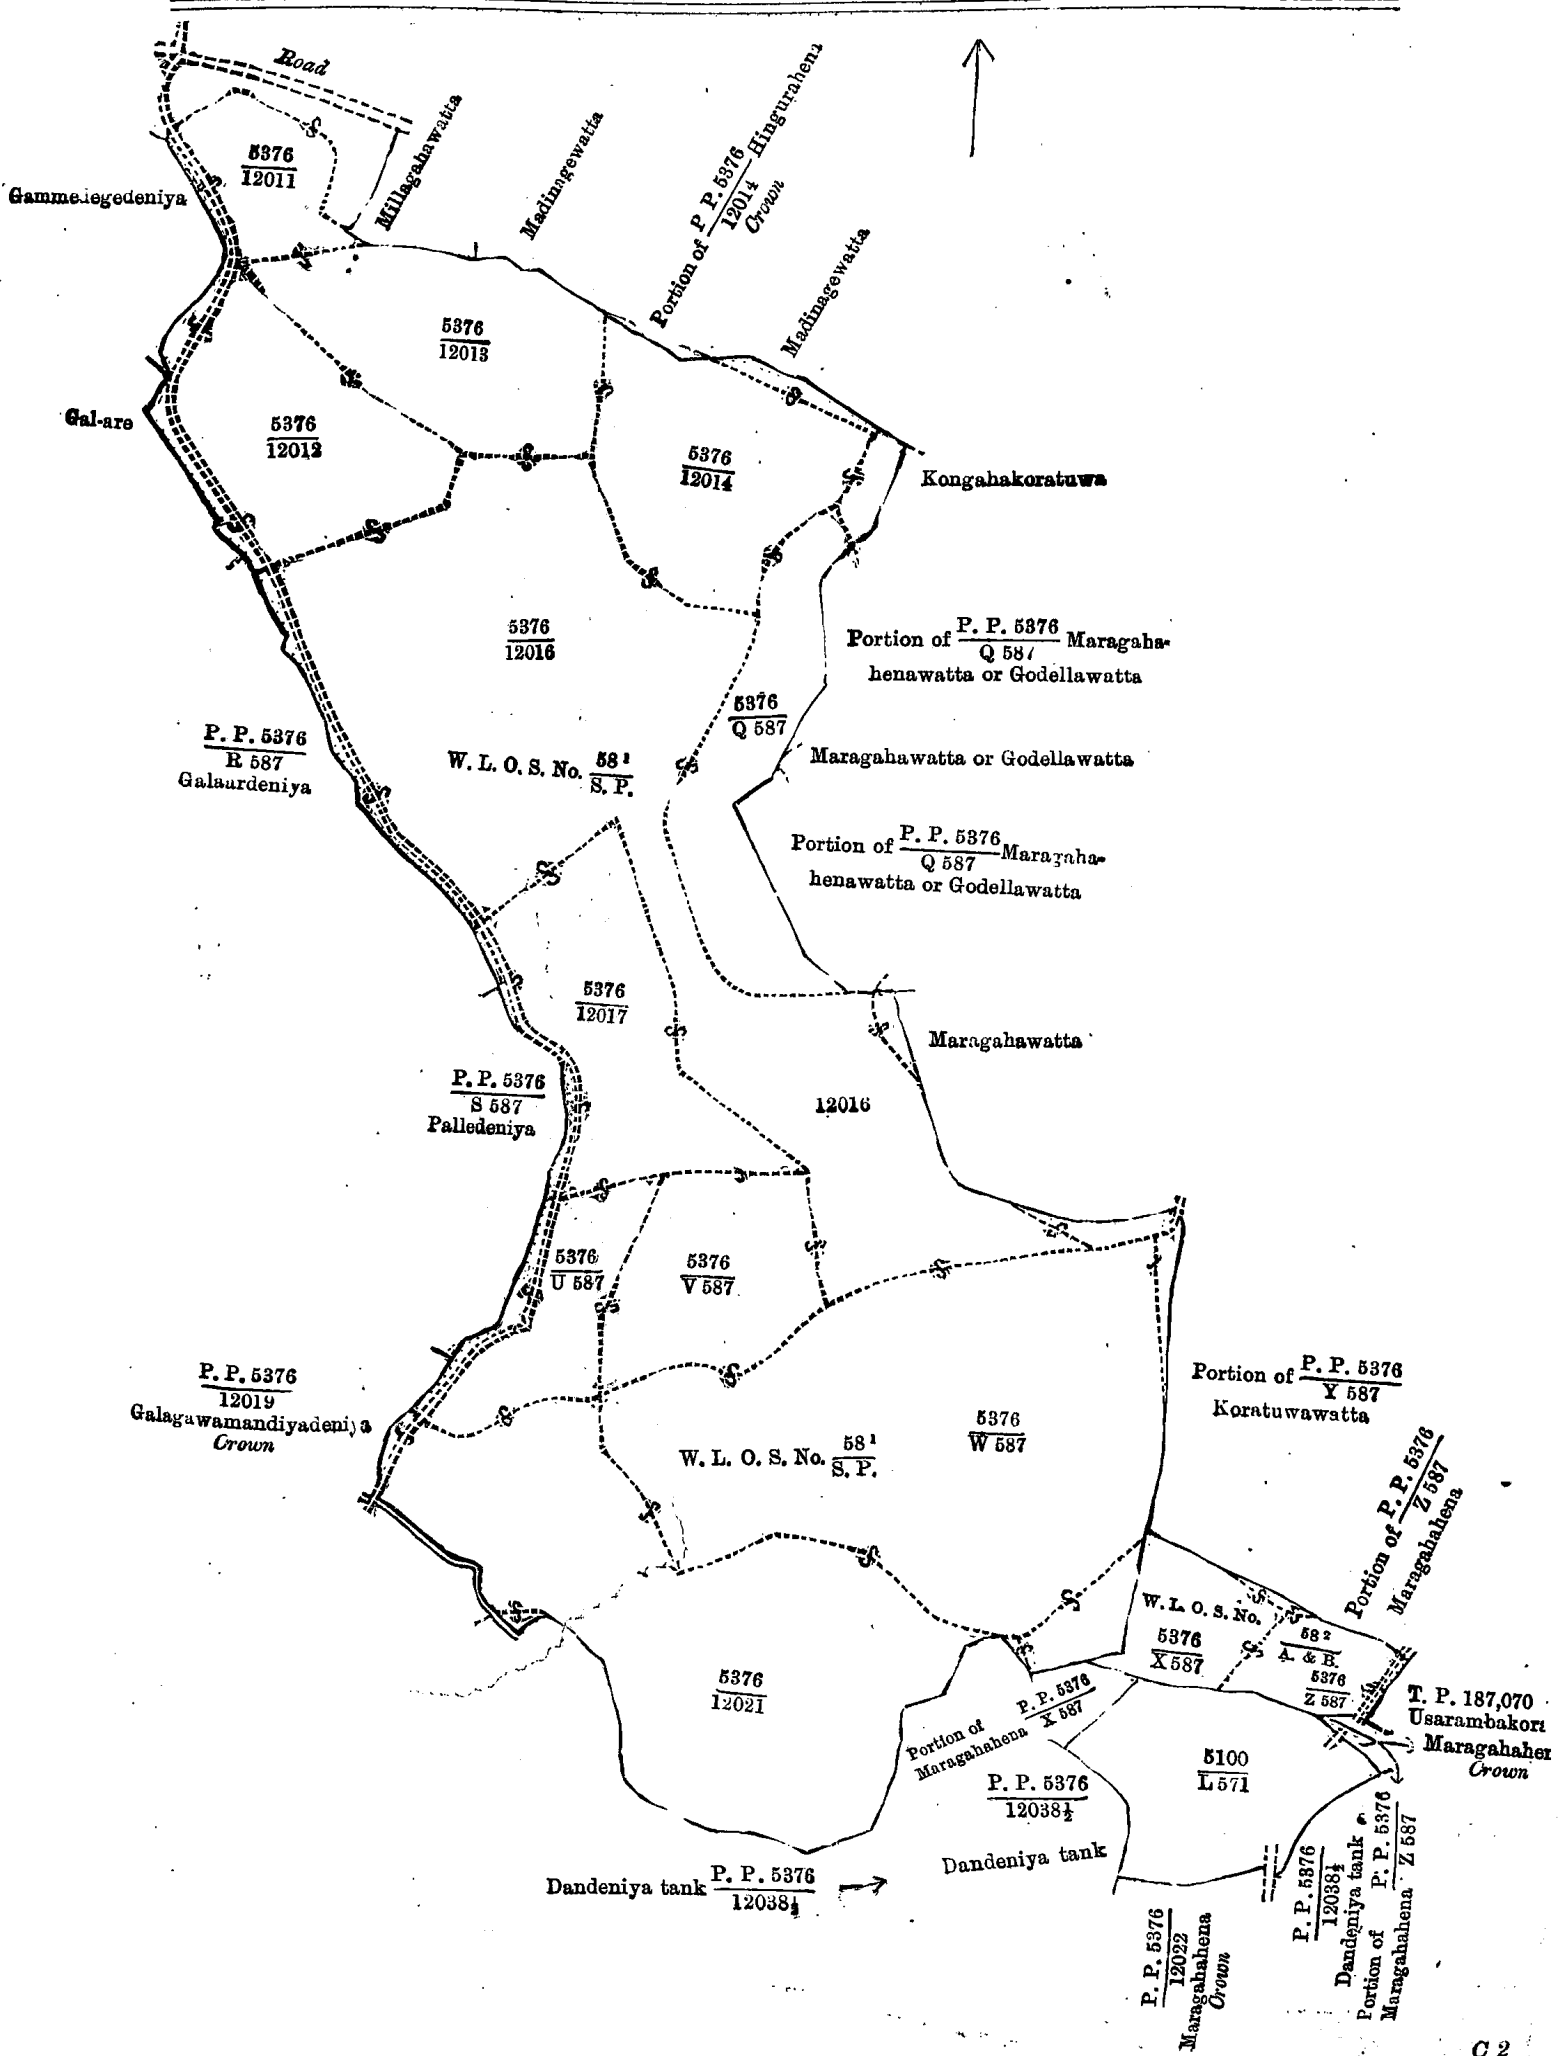 Road
5376
12011
Millagahawatta
Madinagewatta
Portion of P. P. 5376 Hingurahena
12014
Crown
Madinagewatta
5376
12013
Gal-are
5376
12012
5376
12014
Kongahakoratuwa
5376
12016
Portion of P. P. 5376 Maragaha-
Q 587
henawatta or Godellawatta
5376
Q 587
P. P. 5376
R 587
Galaardeniya
W. L. O. S. No. 58¹
S. P.
Maragahawatta or Godellawatta
Portion of P. P. 5376 Maragaha-
Q 587
henawatta or Godellawatta
5376
12017
Maragahawatta
P. P. 5376
S 587
Palledeniya
12016
5376
U 587
5376
V 587
P. P. 5376
12019
Galagawamandiyadeniya
Crown
Portion of P. P. 5376
Y 587
Koratuwawatta
5376
W 587
W. L. O. S. No. 58¹
S. P.
Portion of P. P. 5376
Z 587
Maragahahena
W. L. O. S. No.
58²
A. & B.
5376
X 587
5376
Z 587
5376
12021
Portion of P. P. 5376
Maragahahena X 587
T. P. 187,070
Usarambakort
Maragahahen
Crown
5100
L 571
P. P. 5376
12038½
Dandeniya tank
Dandeniya tank P. P. 5376
12038½
P. P. 5376
12022
Maragahahena
Crown
P. P. 5376
12038½
Dandeniya tank
Portion of P. P. 5376
Maragahahena Z 587
C 2